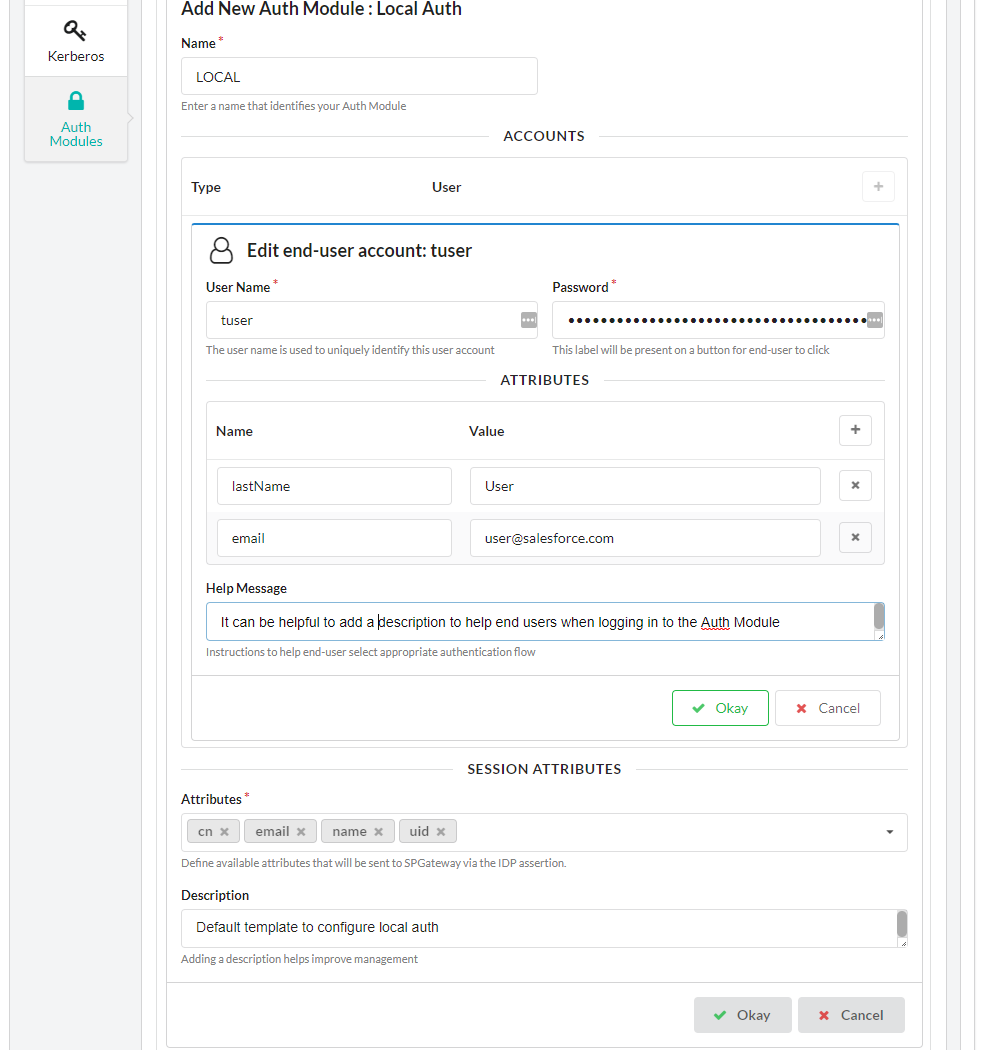 Add New Auth Module : Local Auth
Kerberos
Auth
Modules
Name *
LOCAL
Enter a name that identifies your Auth Module
ACCOUNTS
Type User
Edit end-user account: tuser
User Name * Password *
tuser
The user name is used to uniquely identify this user account This label will be present on a button for end-user to click
ATTRIBUTES
Name Value
lastName User
email user@salesforce.com
Help Message
It can be helpful to add a description to help end users when logging in to the Auth Module
Instructions to help end-user select appropriate authentication flow
Okay Cancel
SESSION ATTRIBUTES
Attributes *
cn email name uid
Define available attributes that will be sent to SPGateway via the IDP assertion.
Description
Default template to configure local auth
Adding a description helps improve management
Okay Cancel